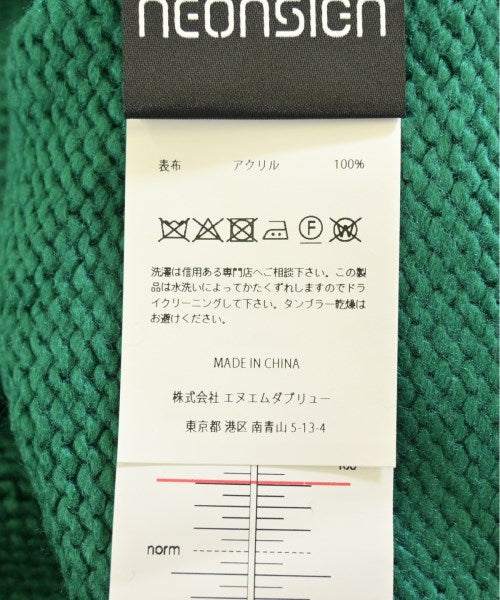 neonsign
表布 アクリル 100%
F W
洗濯は信用ある専門店へご相談下さい。この製
品は水洗いによってかたくずれしますのでドラ
イクリーニングして下さい。タンブラー乾燥は
お避けください。
MADE IN CHINA
株式会社 エヌエムダブリュー
東京都 港区 南青山 5-13-4
norm